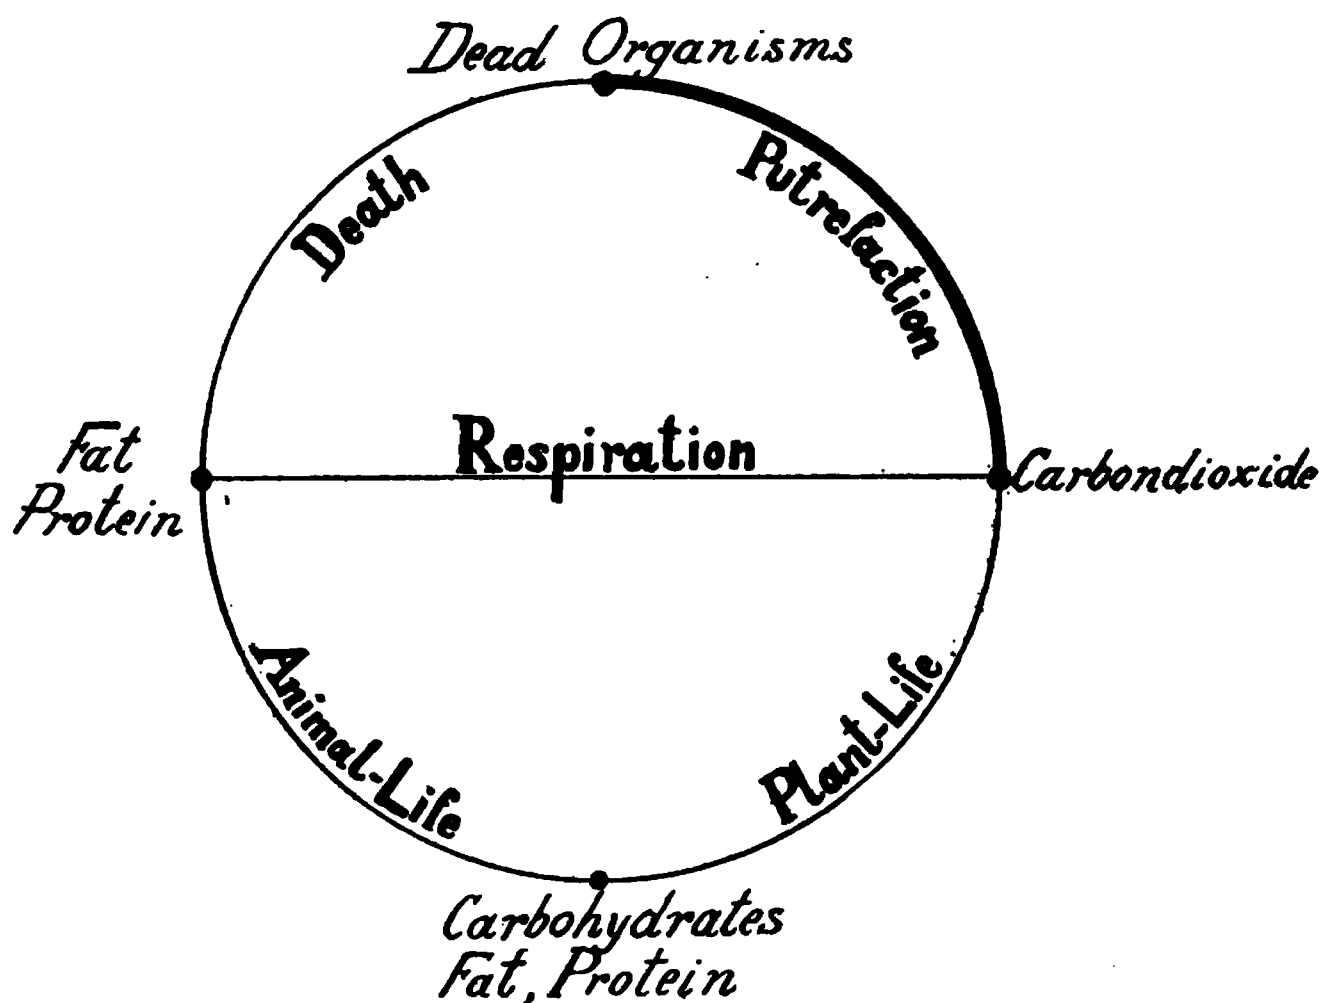 Dead Organisms
Death
Putrefaction
Respiration
Fat
Protein
Carbondioxide
Animal-Life
Plant-Life
Carbohydrates
Fat, Protein